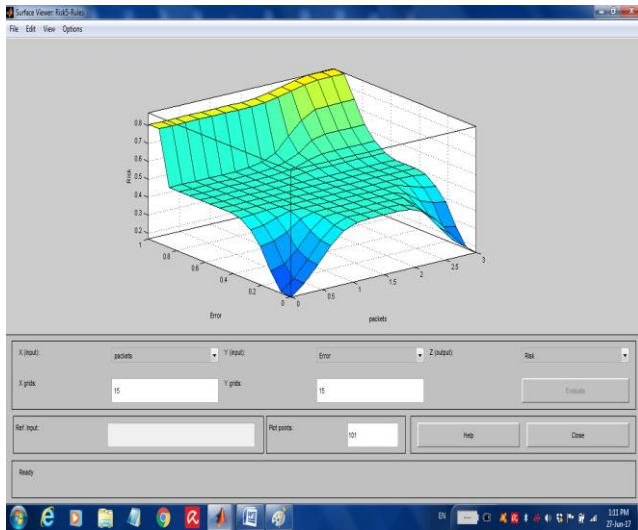 Surface Viewer: Risk5-Rules
File Edit View Options
0.8
0.7
0.6
0.5
0.4
0.3
0.2
Risk
1
0.8
0.6
0.4
0.2
0
Error
0
0.5
1
1.5
2
2.5
3
packets
X (input): packets Y (input): Error Z (output): Risk
X grids: 15 Y grids: 15 Evaluate
Ref. Input: Plot points: 101 Help Close
Ready
EN 1:11 PM
27-Jun-17